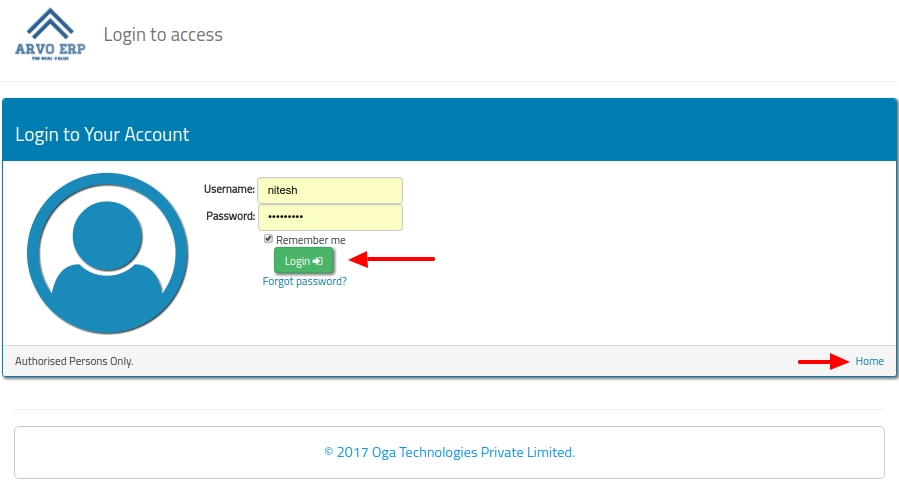 ARVO ERP
THE REAL VALUE
Login to access
Login to Your Account
Username: nitesh
Password: •••••••••
Remember me
Login
Forgot password?
Authorised Persons Only. Home
© 2017 Oga Technologies Private Limited.